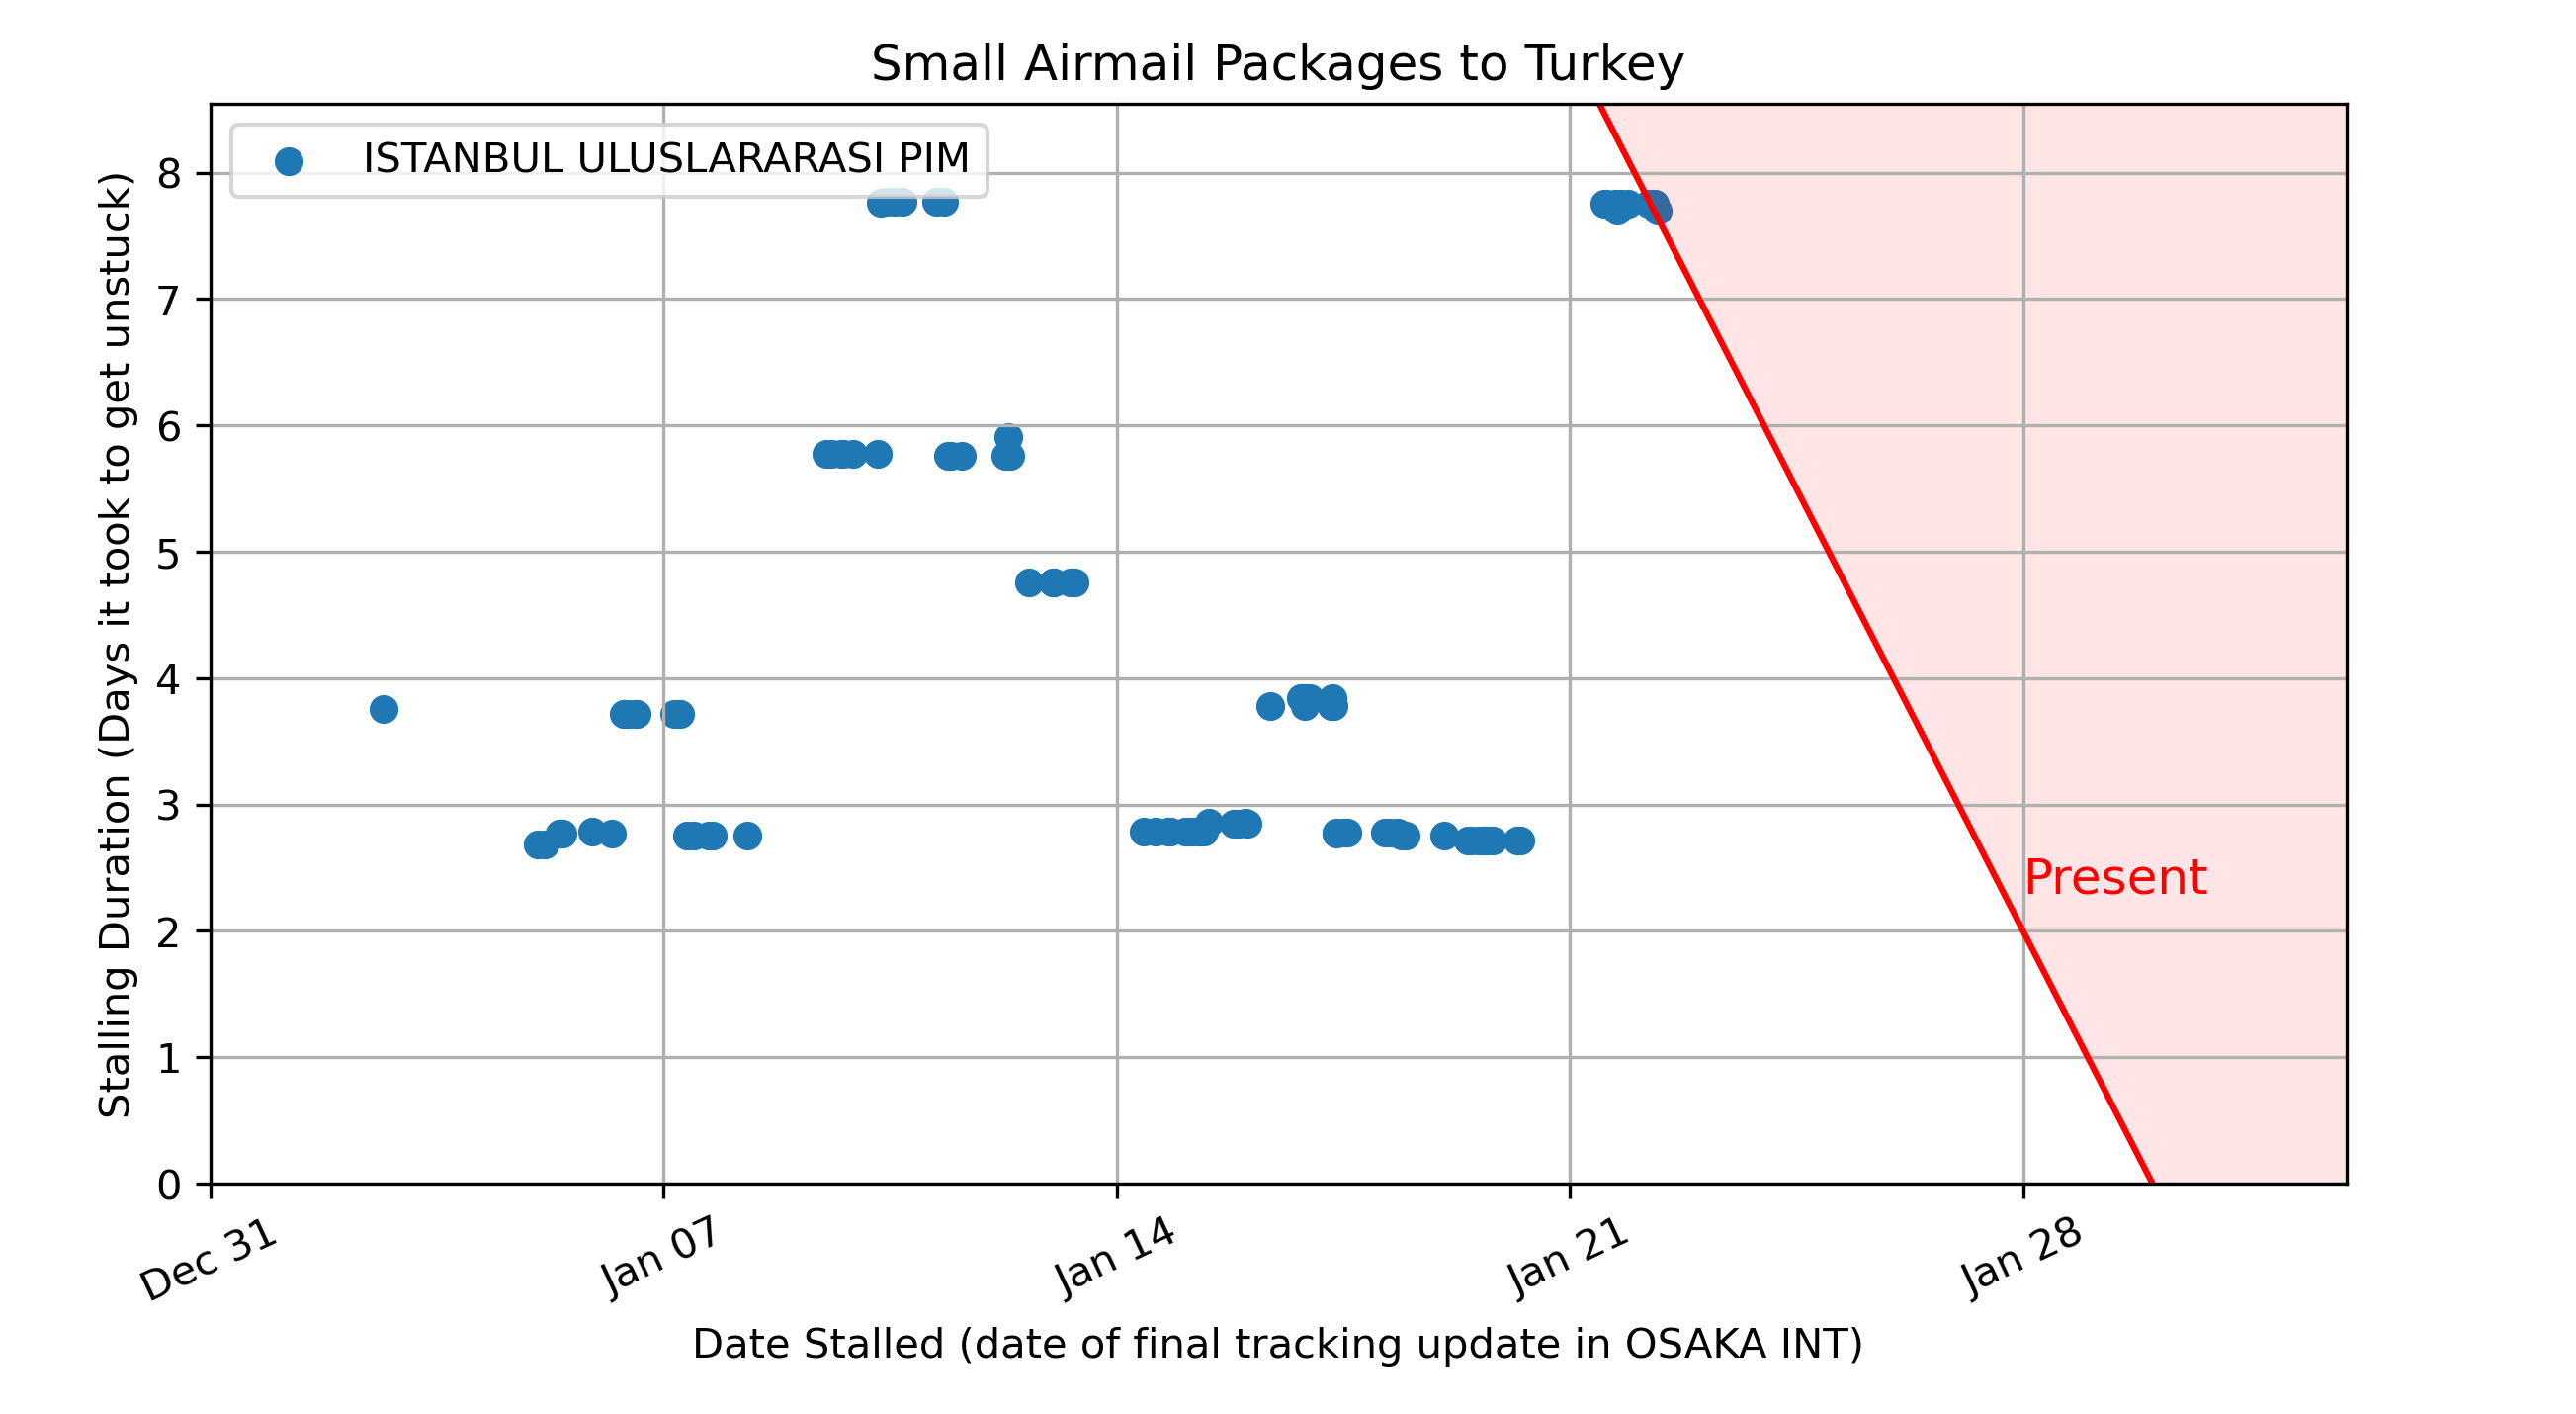 Small Airmail Packages to Turkey
ISTANBUL ULUSLARARASI PIM
Stalling Duration (Days it took to get unstuck)
8
7
6
5
4
3
2
1
0
Present
Dec 31
Jan 07
Jan 14
Jan 21
Jan 28
Date Stalled (date of final tracking update in OSAKA INT)